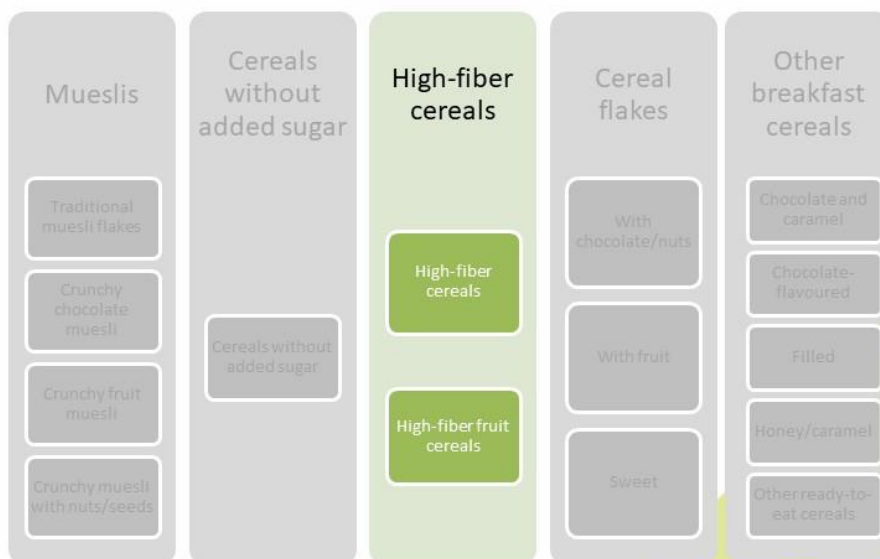 Mueslis
Traditional
muesli flakes
Crunchy
chocolate
muesli
Crunchy fruit
muesli
Crunchy muesli
with nuts/seeds
Cereals
without
added sugar
Cereals without
added sugar
High-fiber
cereals
High-fiber
cereals
High-fiber fruit
cereals
Cereal
flakes
With
chocolate/nuts
With fruit
Sweet
Other
breakfast
cereals
Chocolate and
caramel
Chocolate-
flavoured
Filled
Honey/caramel
Other ready-to-
eat cereals